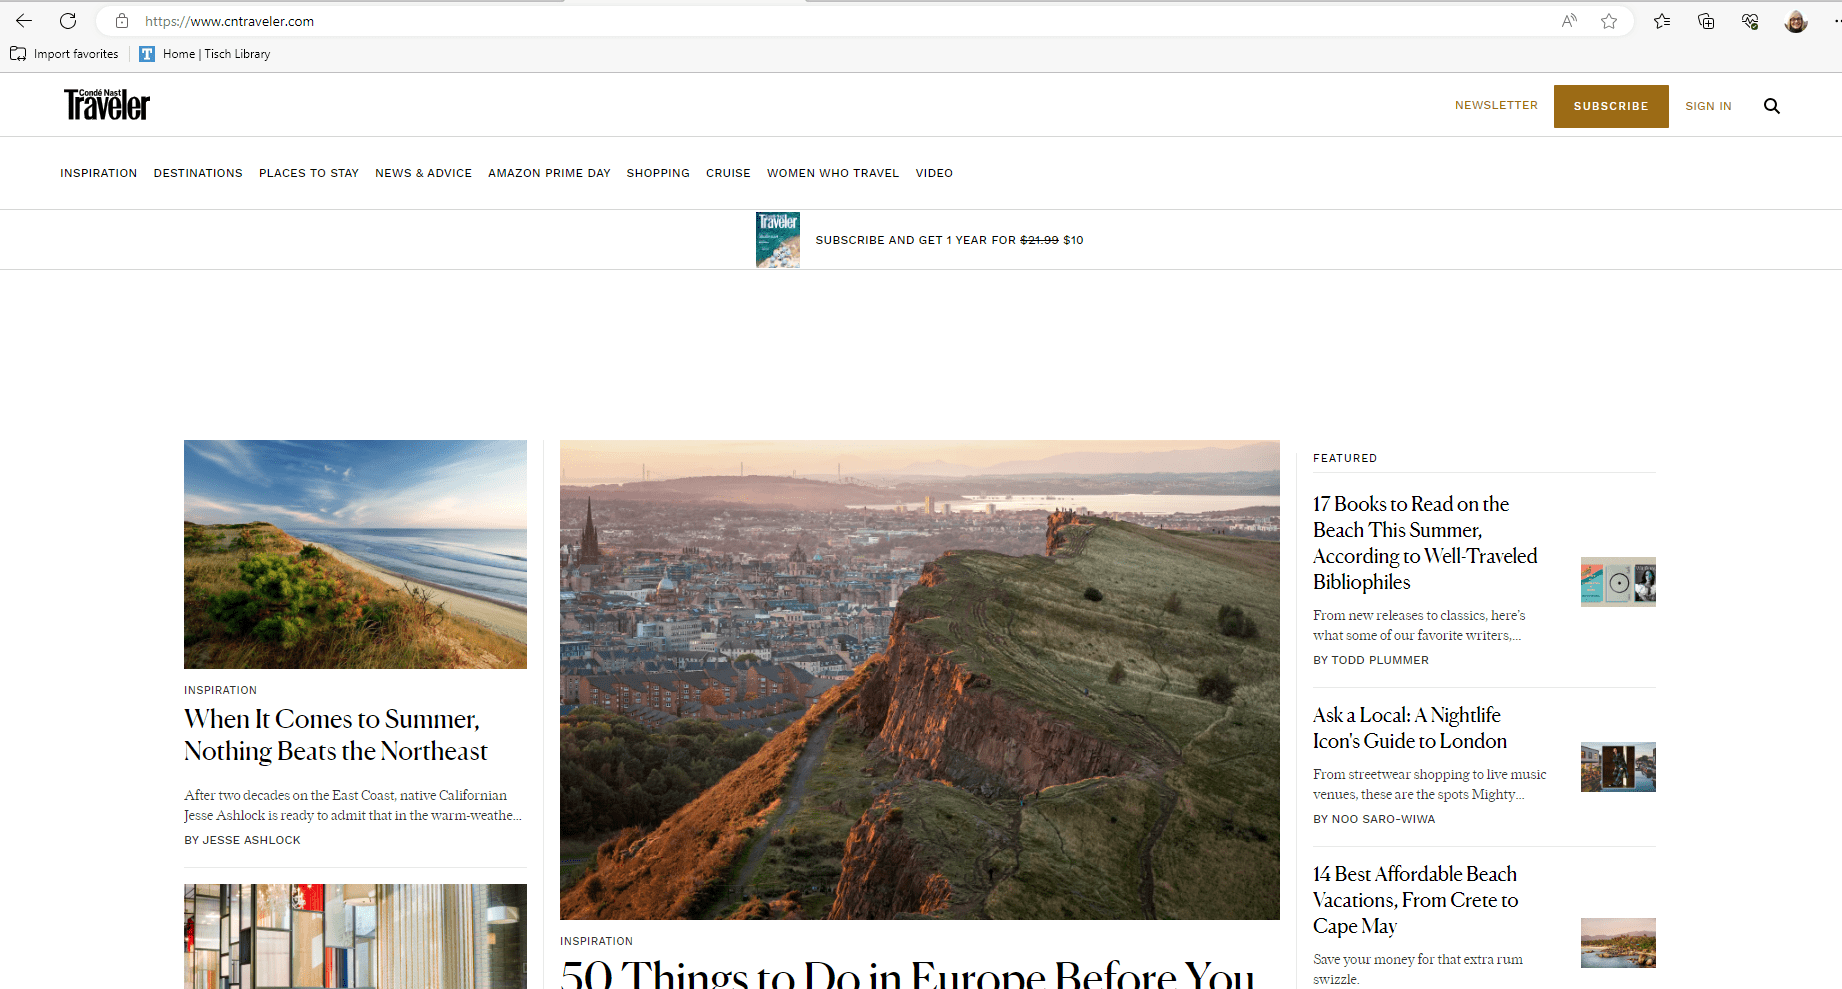 https://www.cntraveler.com
Import favorites
Home | Tisch Library
Condé Nast
Traveler
NEWSLETTER
SUBSCRIBE
SIGN IN
INSPIRATION DESTINATIONS PLACES TO STAY NEWS & ADVICE AMAZON PRIME DAY SHOPPING CRUISE WOMEN WHO TRAVEL VIDEO
Traveler
SUBSCRIBE AND GET 1 YEAR FOR $21.99 $10
INSPIRATION
When It Comes to Summer,
Nothing Beats the Northeast
After two decades on the East Coast, native Californian
Jesse Ashlock is ready to admit that in the warm-weathe...
BY JESSE ASHLOCK
INSPIRATION
50 Things to Do in Europe Before You
FEATURED
17 Books to Read on the
Beach This Summer,
According to Well-Traveled
Bibliophiles
From new releases to classics, here's
what some of our favorite writers,...
BY TODD PLUMMER
Ask a Local: A Nightlife
Icon's Guide to London
From streetwear shopping to live music
venues, these are the spots Mighty...
BY NOO SARO-WIWA
14 Best Affordable Beach
Vacations, From Crete to
Cape May
Save your money for that extra rum
swizzle.